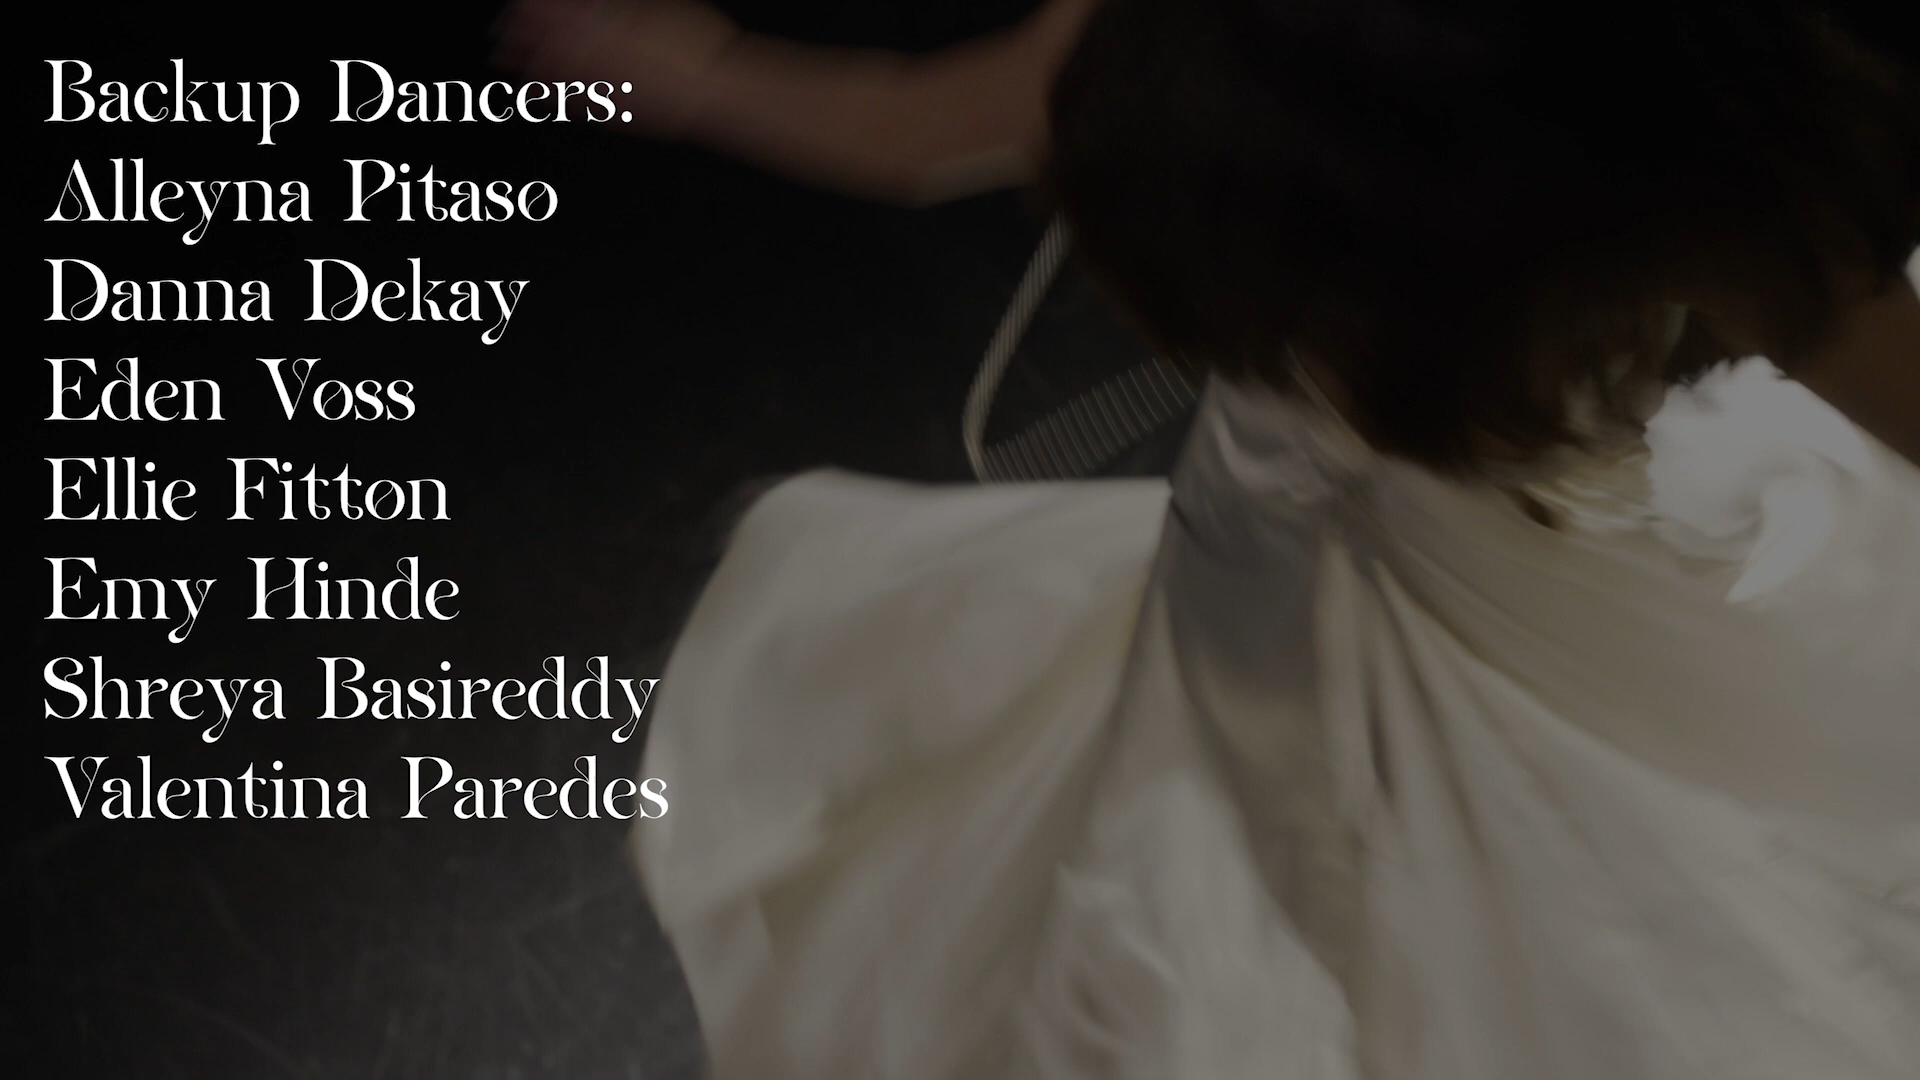 Backup Dancers:
Alleyna Pitaso
Danna Dekay
Eden Voss
Ellie Fitton
Emy Hinde
Shreya Basireddy
Valentina Paredes